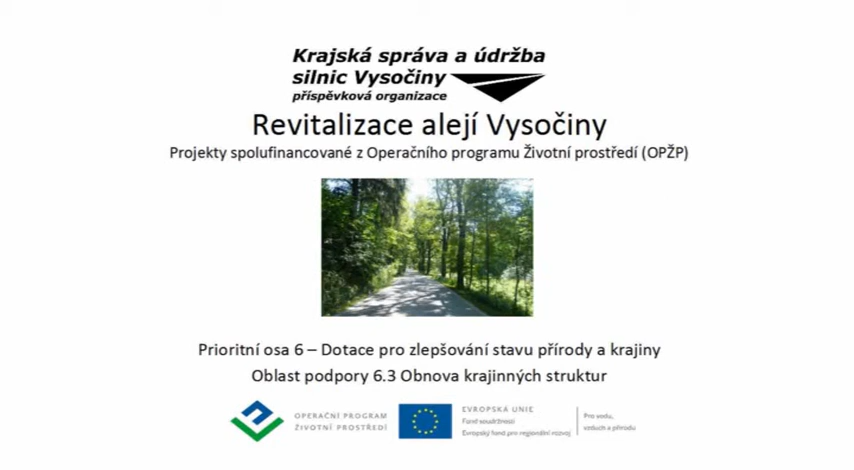 Krajská správa a údržba
silnic Vysočiny
příspěvková organizace
Revitalizace alejí Vysočiny
Projekty spolufinancované z Operačního programu Životní prostředí (OPŽP)
Prioritní osa 6 – Dotace pro zlepšování stavu přírody a krajiny
Oblast podpory 6.3 Obnova krajinných struktur
OPERAČNÍ PROGRAM
ŽIVOTNÍ PROSTŘEDÍ
EVROPSKÁ UNIE
Fond soudržnosti
Evropský fond pro regionální rozvoj
Pro vodu,
vzduch a přírodu